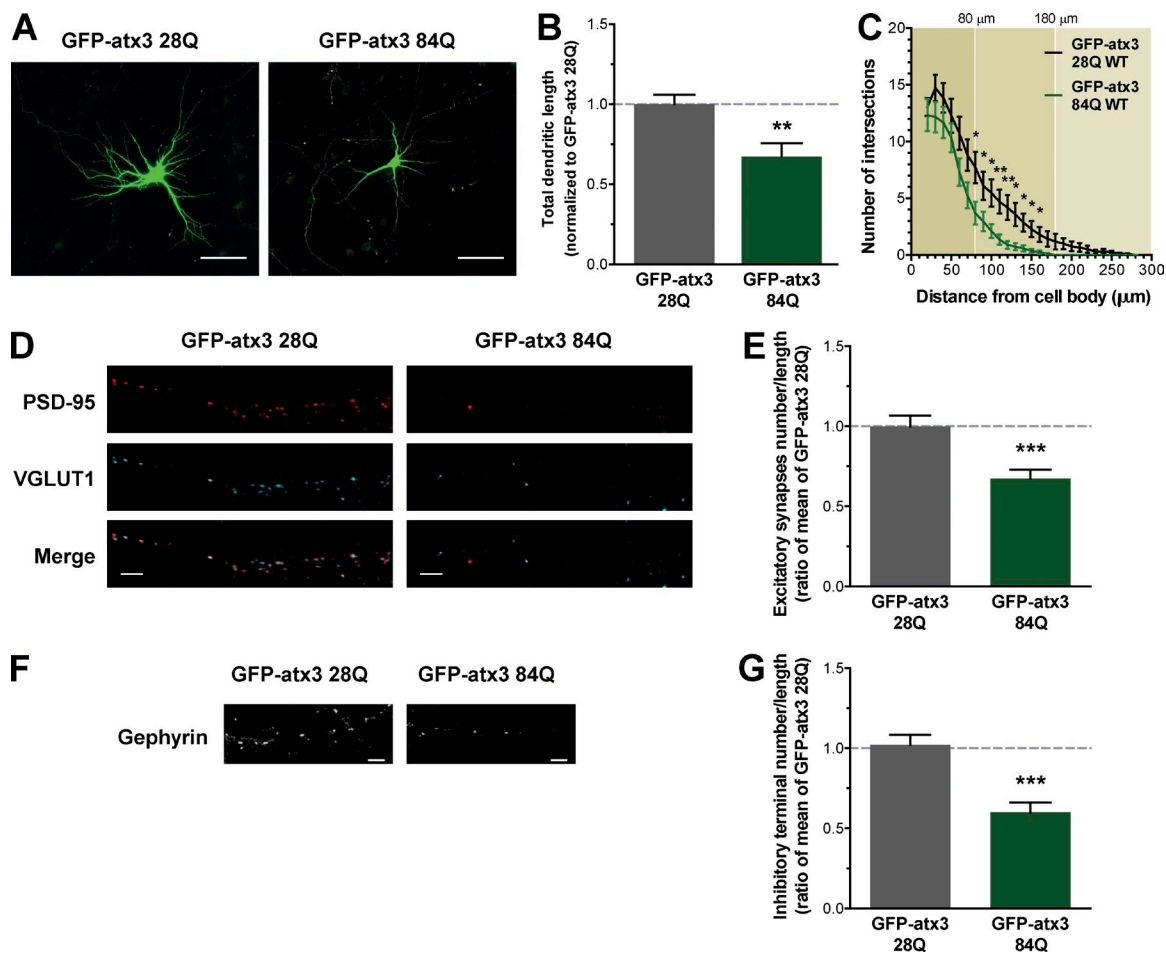 A
GFP-atx3 28Q
GFP-atx3 84Q
B
Total dendritic length
(normalized to GFP-atx3 28Q)
1.5
1.0
0.5
0.0
**
GFP-atx3
28Q
GFP-atx3
84Q
C
80 μm
180 μm
Number of intersections
20
15
10
5
0
GFP-atx3
28Q WT
GFP-atx3
84Q WT
* * * ** ** * * * *
0 50 100 150 200 250 300
Distance from cell body (μm)
D
GFP-atx3 28Q
GFP-atx3 84Q
PSD-95
VGLUT1
Merge
E
Excitatory synapses number/length
(ratio of mean of GFP-atx3 28Q)
1.5
1.0
0.5
0.0
***
GFP-atx3
28Q
GFP-atx3
84Q
F
GFP-atx3 28Q
GFP-atx3 84Q
Gephyrin
G
Inhibitory terminal number/length
(ratio of mean of GFP-atx3 28Q)
1.5
1.0
0.5
0.0
***
GFP-atx3
28Q
GFP-atx3
84Q